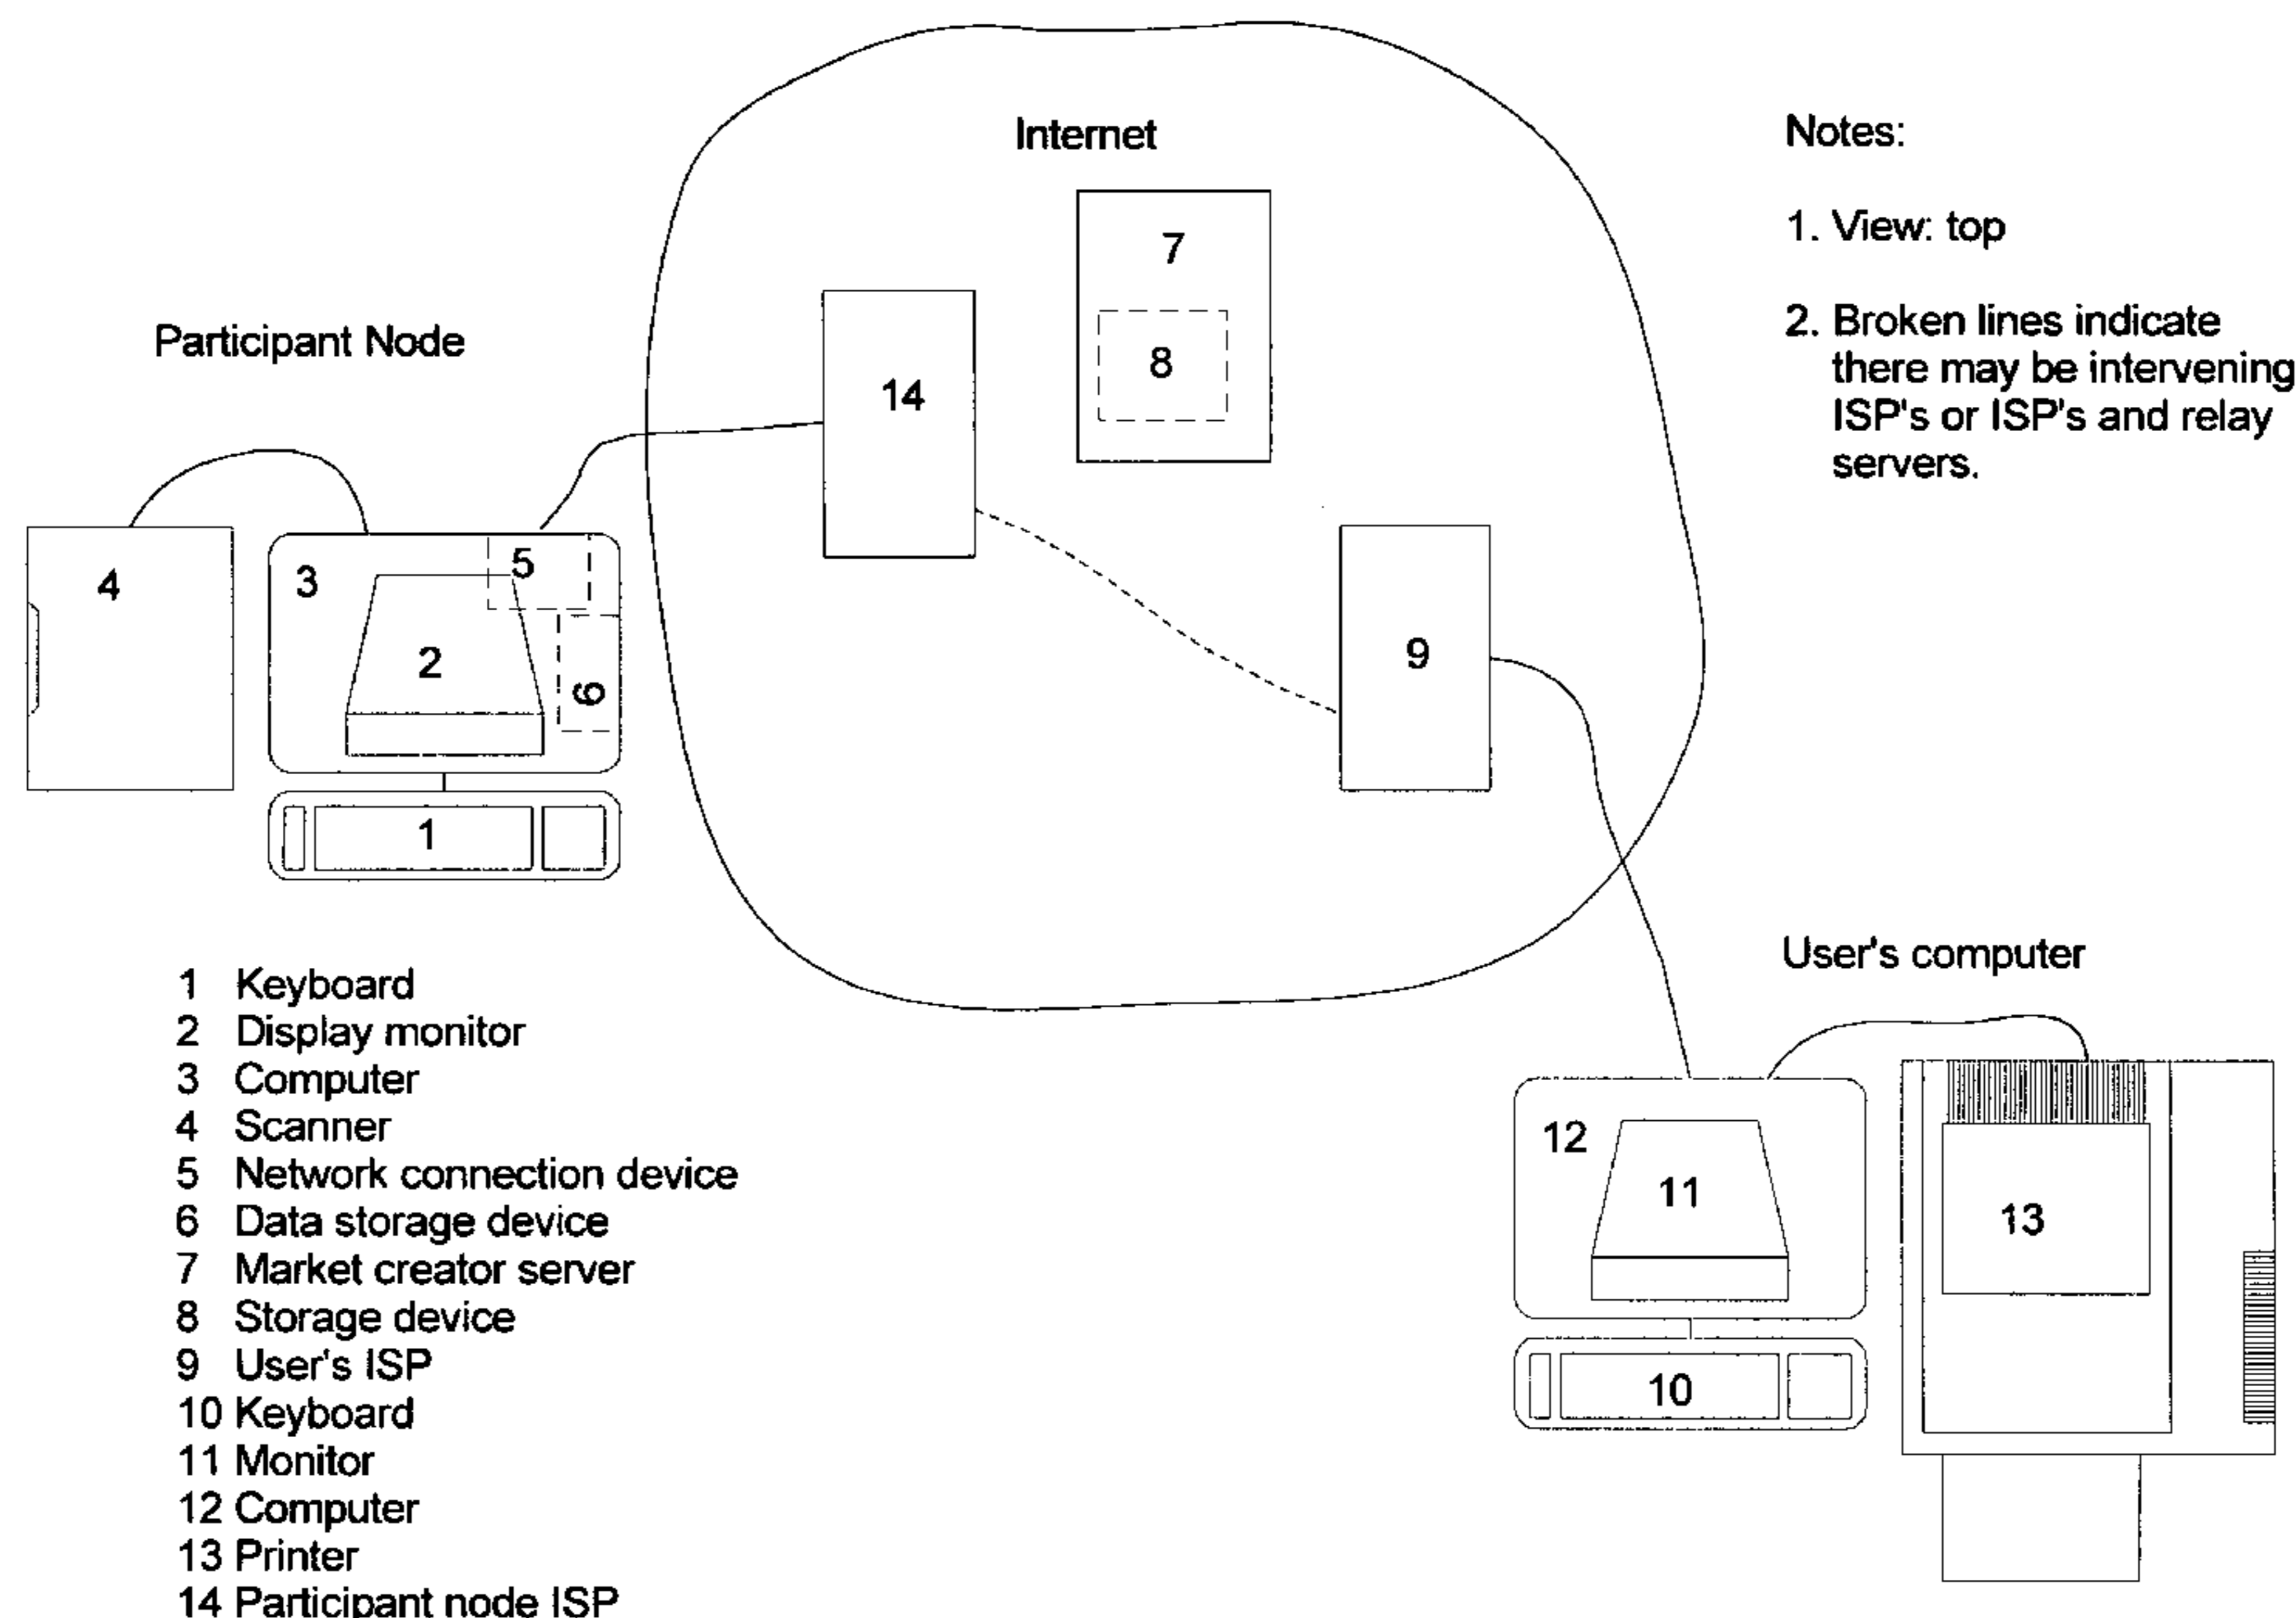 Internet
Notes:
1. View: top
2. Broken lines indicate
there may be intervening
ISP's or ISP's and relay
servers.
Participant Node
7
8
14
9
4
3
5
2
6
1
1 Keyboard
2 Display monitor
3 Computer
4 Scanner
5 Network connection device
6 Data storage device
7 Market creator server
8 Storage device
9 User's ISP
10 Keyboard
11 Monitor
12 Computer
13 Printer
14 Participant node ISP
User's computer
12
11
13
10